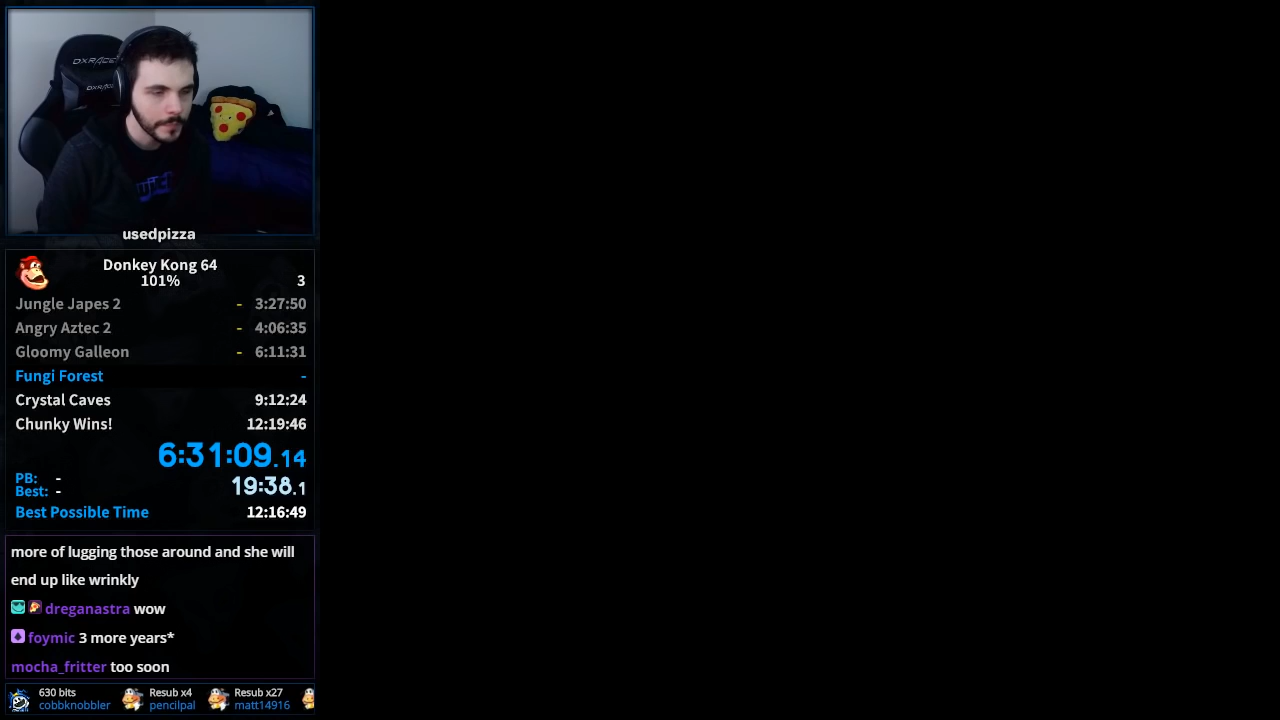 DXRACER
DXRACER
usedpizza
Donkey Kong 64
101% 3
Jungle Japes 2 - 3:27:50
Angry Aztec 2 - 4:06:35
Gloomy Galleon - 6:11:31
Fungi Forest -
Crystal Caves 9:12:24
Chunky Wins! 12:19:46
6:31:09.14
PB: -
Best: - 19:38.1
Best Possible Time 12:16:49
more of lugging those around and she will
end up like wrinkly
dreganastra wow
foymic 3 more years*
mocha_fritter too soon
630 bits Resub x4 Resub x27
cobbknobbler pencilpal matt14916